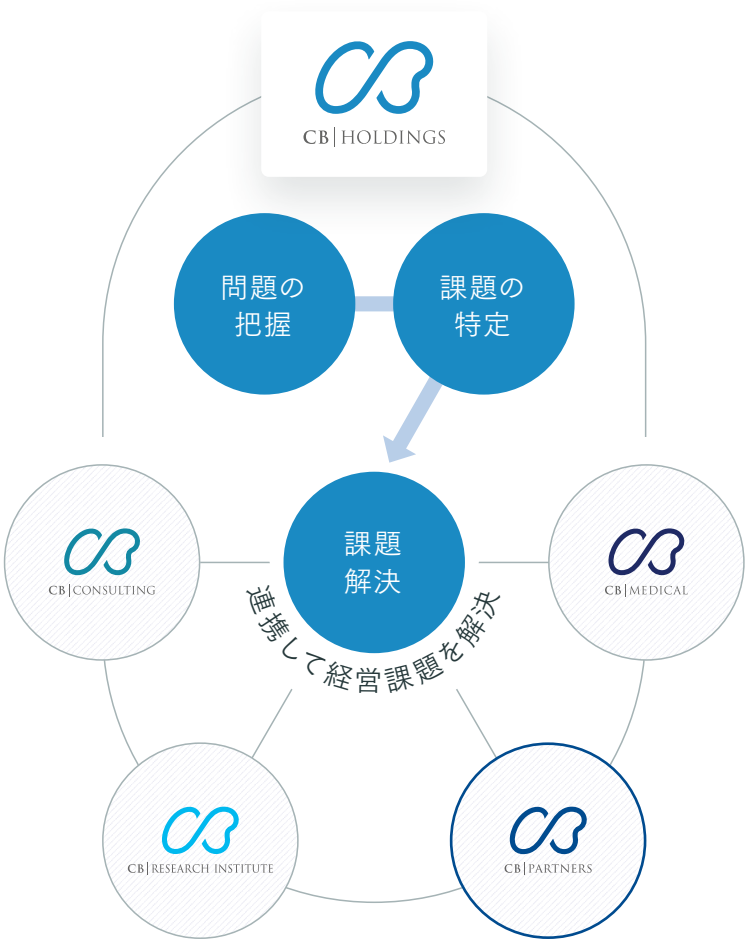 CB|HOLDINGS
問題の
把握
課題の
特定
課題
解決
連携して経営課題を解決
CB|CONSULTING
CB|MEDICAL
CB|RESEARCH INSTITUTE
CB|PARTNERS